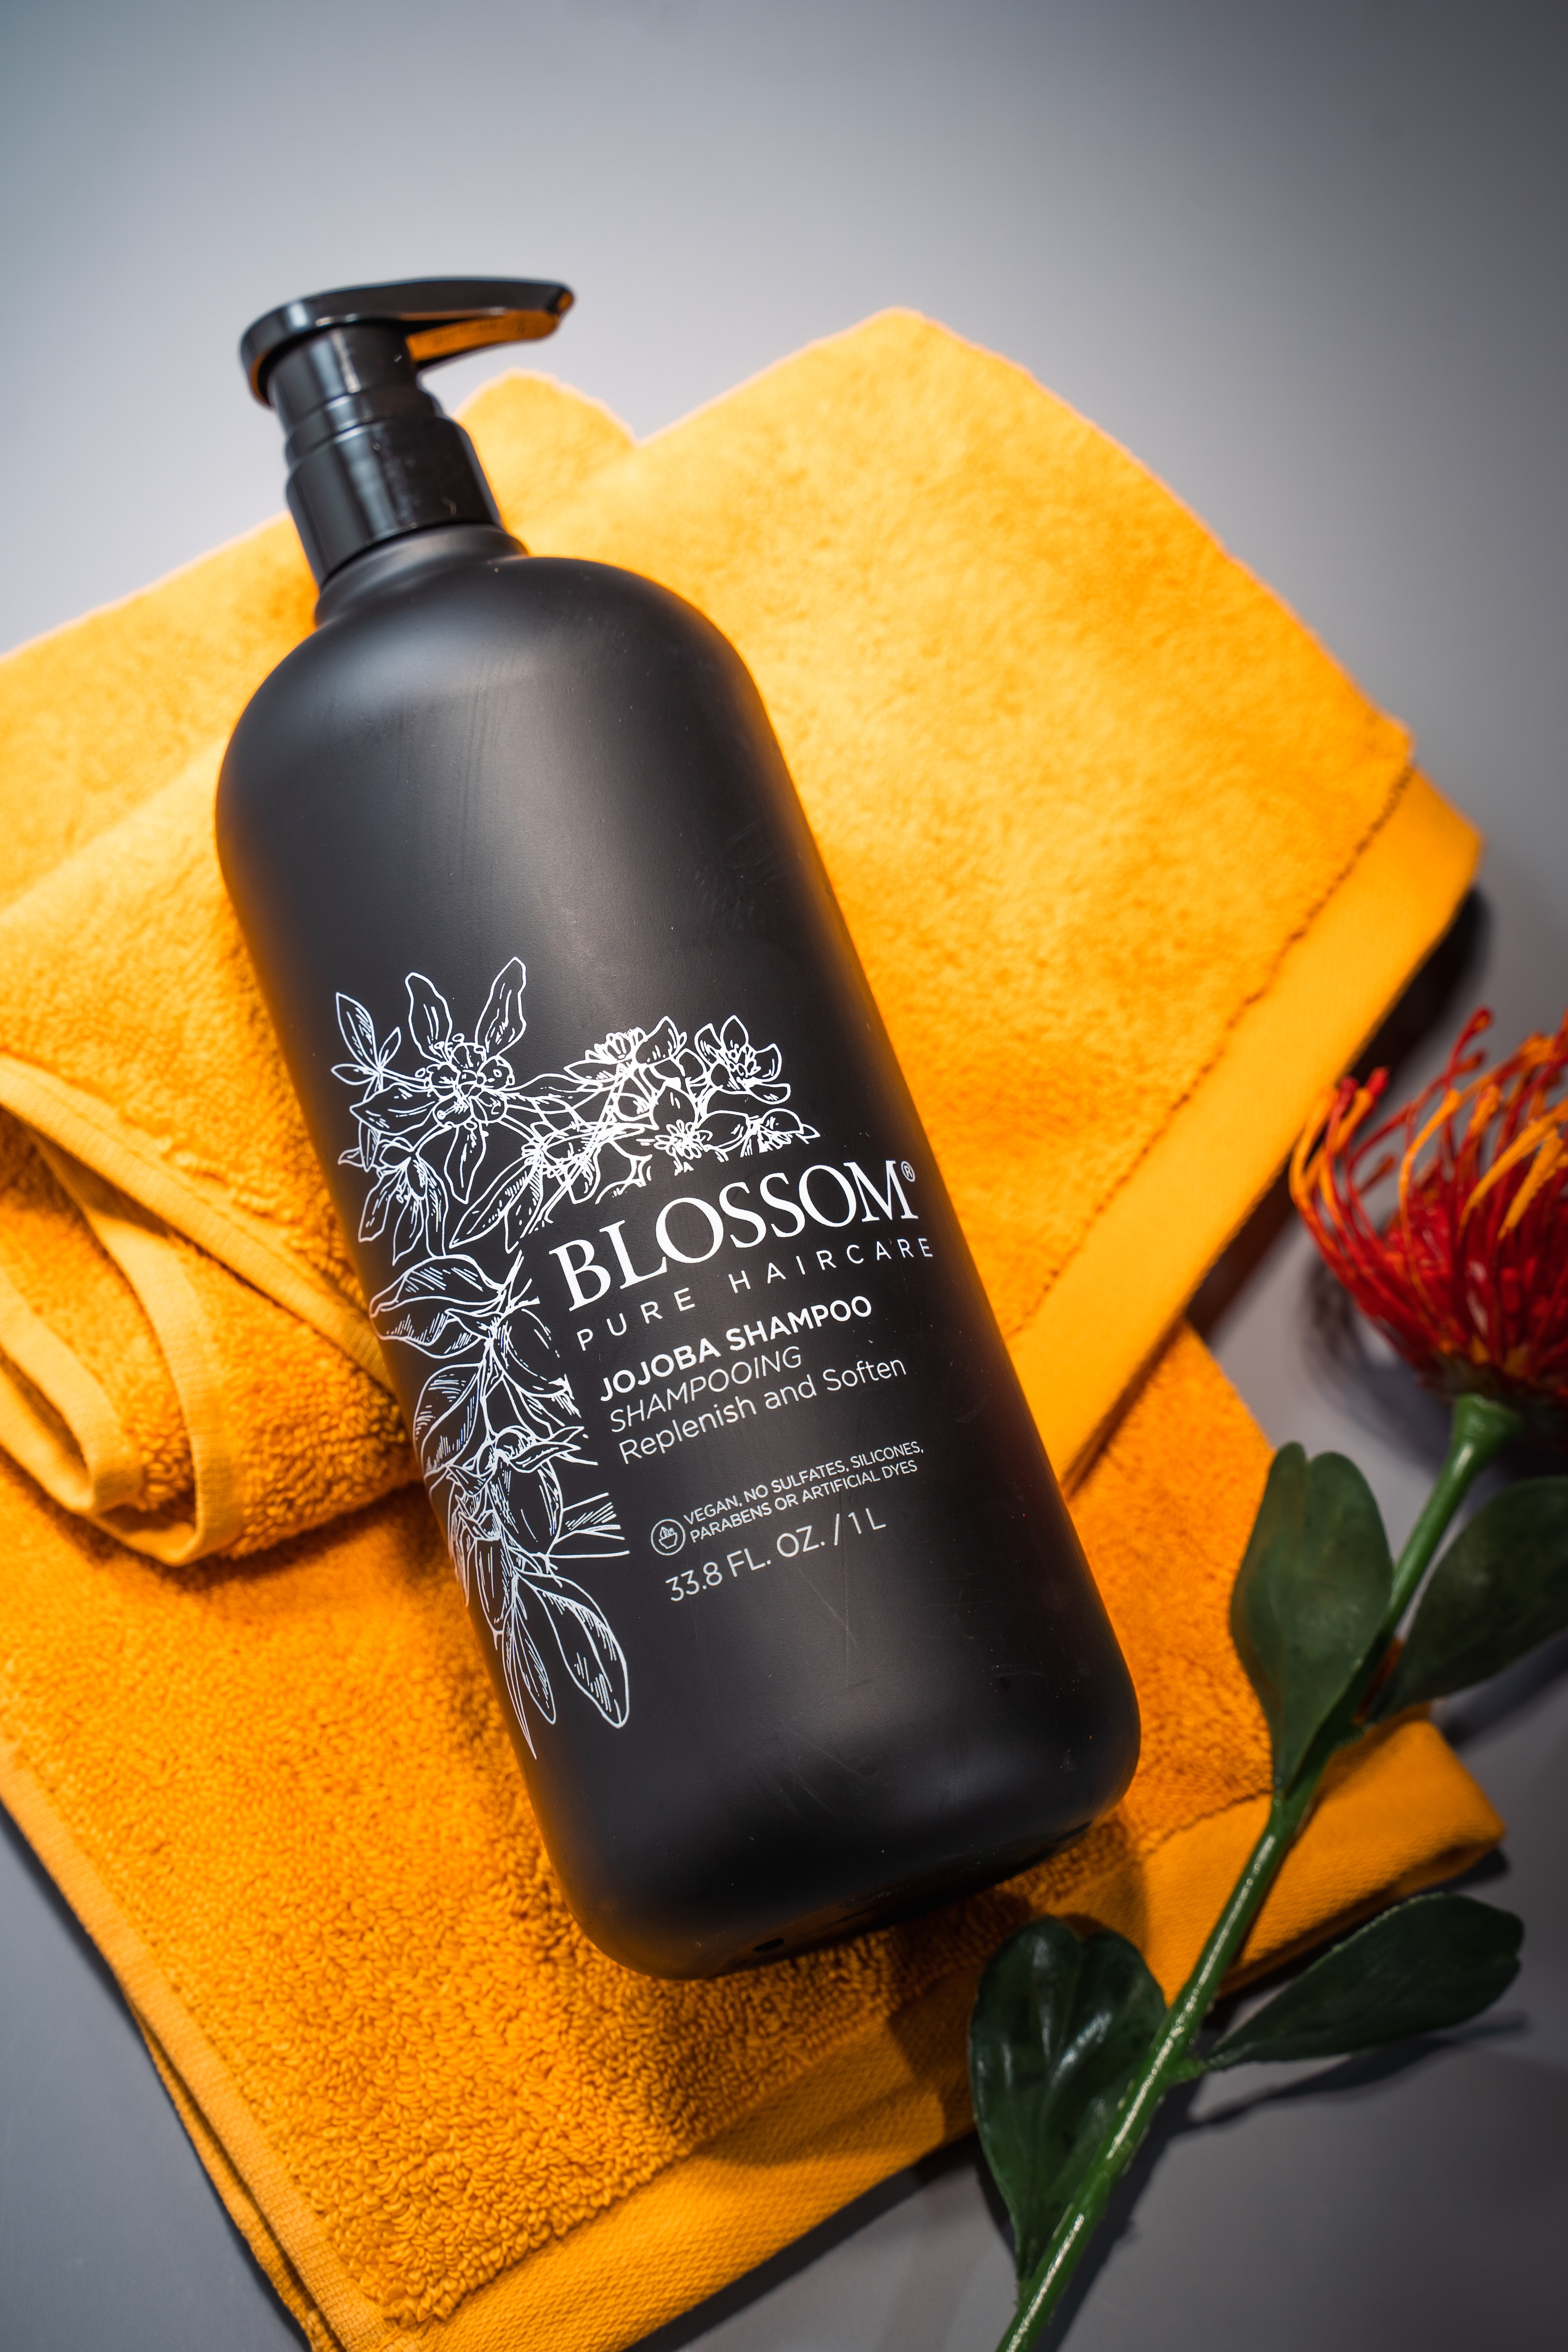 BLOSSOM®
PURE HAIRCARE
JOJOBA SHAMPOO
SHAMPOOING
Replenish and Soften
VEGAN, NO SULFATES, SILICONES,
PARABENS OR ARTIFICIAL DYES
33.8 FL. OZ. / 1 L